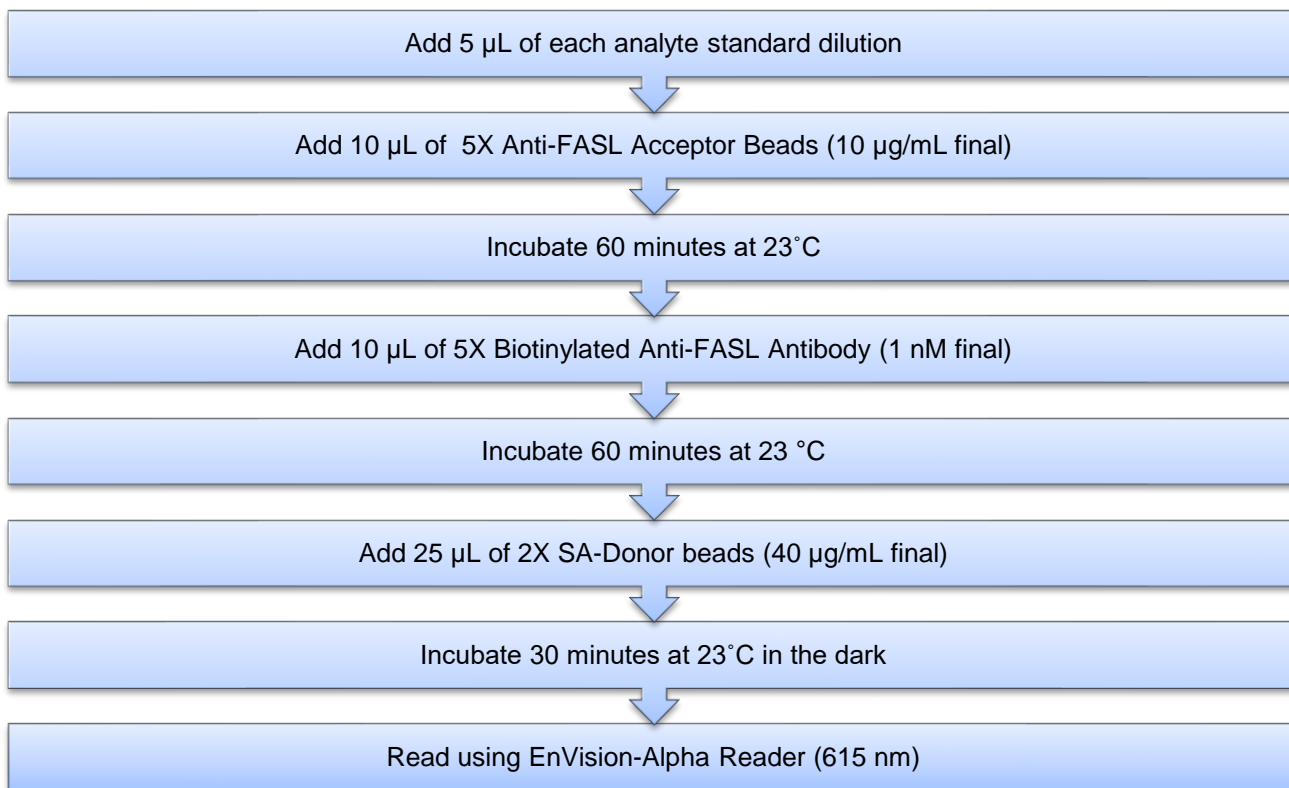 Add 5 µL of each analyte standard dilution
Add 10 µL of  5X Anti-FASL Acceptor Beads (10 µg/mL final)
Incubate 60 minutes at 23˚C
Add 10 µL of 5X Biotinylated Anti-FASL Antibody (1 nM final)
Incubate 60 minutes at 23 °C
Add 25 µL of 2X SA-Donor beads (40 µg/mL final)
Incubate 30 minutes at 23˚C in the dark
Read using EnVision-Alpha Reader (615 nm)